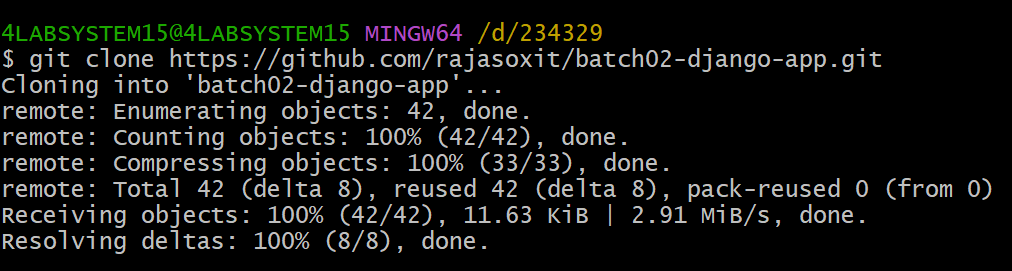 4LABSYSTEM15@4LABSYSTEM15 MINGW64 /d/234329
$ git clone https://github.com/rajasoxit/batch02-django-app.git
Cloning into 'batch02-django-app'...
remote: Enumerating objects: 42, done.
remote: Counting objects: 100% (42/42), done.
remote: Compressing objects: 100% (33/33), done.
remote: Total 42 (delta 8), reused 42 (delta 8), pack-reused 0 (from 0)
Receiving objects: 100% (42/42), 11.63 KiB | 2.91 MiB/s, done.
Resolving deltas: 100% (8/8), done.